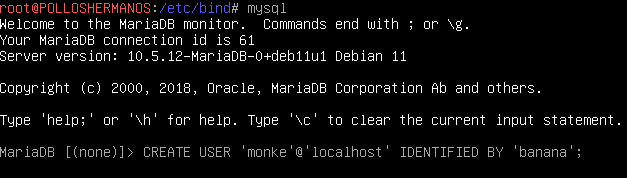 root@POLLOSHERMANOS:/etc/bind# mysql
Welcome to the MariaDB monitor.  Commands end with ; or \g.
Your MariaDB connection id is 61
Server version: 10.5.12-MariaDB-0+deb11u1 Debian 11

Copyright (c) 2000, 2018, Oracle, MariaDB Corporation Ab and others.

Type 'help;' or '\h' for help. Type '\c' to clear the current input statement.

MariaDB [(none)]> CREATE USER 'monke'@'localhost' IDENTIFIED BY 'banana';